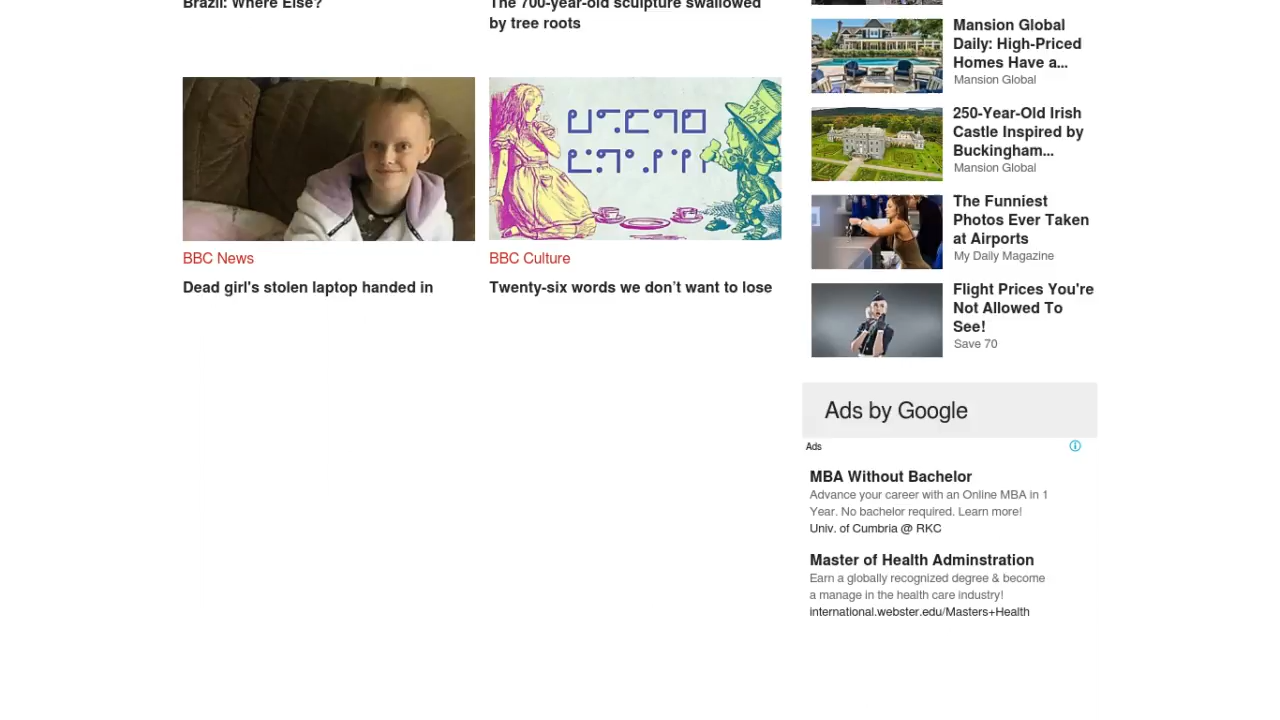 Brazil: Where Else?
The 700-year-old sculpture swallowed
by tree roots
BBC News
Dead girl's stolen laptop handed in
BBC Culture
Twenty-six words we don’t want to lose
Mansion Global
Daily: High-Priced
Homes Have a...
Mansion Global
250-Year-Old Irish
Castle Inspired by
Buckingham...
Mansion Global
The Funniest
Photos Ever Taken
at Airports
My Daily Magazine
Flight Prices You're
Not Allowed To
See!
Save 70
Ads by Google
Ads
MBA Without Bachelor
Advance your career with an Online MBA in 1
Year. No bachelor required. Learn more!
Univ. of Cumbria @ RKC
Master of Health Adminstration
Earn a globally recognized degree & become
a manage in the health care industry!
international.webster.edu/Masters+Health